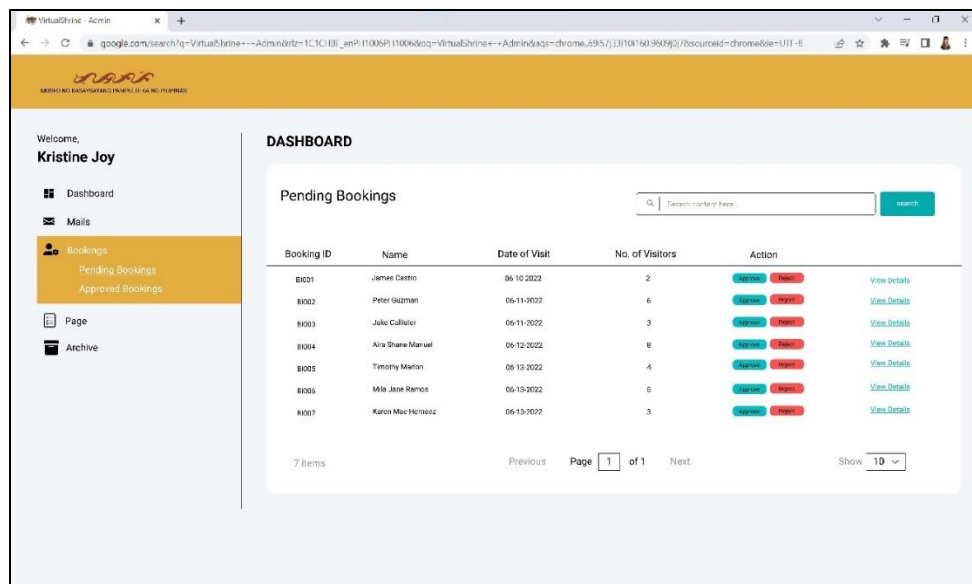 VirtualShrine - Admin
Welcome,
Kristine Joy
Dashboard
Mails
Bookings
Pending Bookings
Approved Bookings
Page
Archive
DASHBOARD
Pending Bookings
Search content here...
search
Booking ID Name Date of Visit No. of Visitors Action
BI001 James Castro 06-10-2022 2 Approve Reject View Details
BI002 Peter Guzman 06-11-2022 6 Approve Reject View Details
BI003 Jake Callister 06-11-2022 3 Approve Reject View Details
BI004 Aira Shane Manuel 06-12-2022 8 Approve Reject View Details
BI005 Timothy Marlon 06-13-2022 4 Approve Reject View Details
BI006 Mila Jane Ramos 06-13-2022 5 Approve Reject View Details
BI007 Karen Mae 06-13-2022 3 Approve Reject View Details
7 items Previous Page 1 of 1 Next Show 10